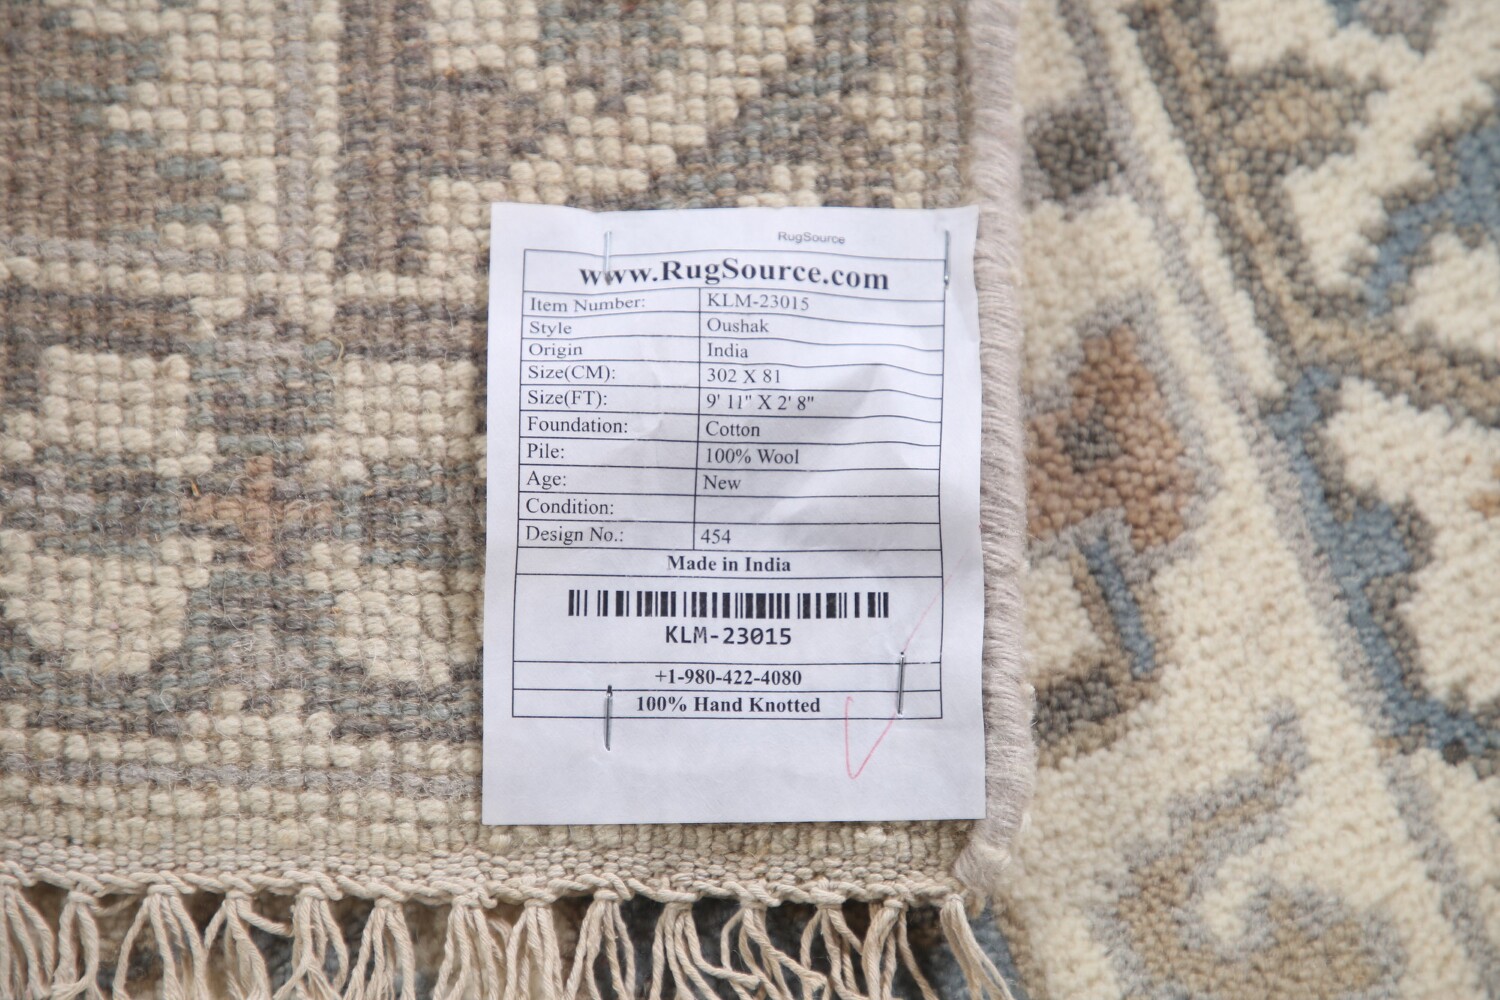 RugSource
www.RugSource.com
Item Number: KLM-23015
Style Oushak
Origin India
Size(CM): 302 X 81
Size(FT): 9' 11" X 2' 8"
Foundation: Cotton
Pile: 100% Wool
Age: New
Condition:
Design No.: 454
Made in India
KLM-23015
+1-980-422-4080
100% Hand Knotted